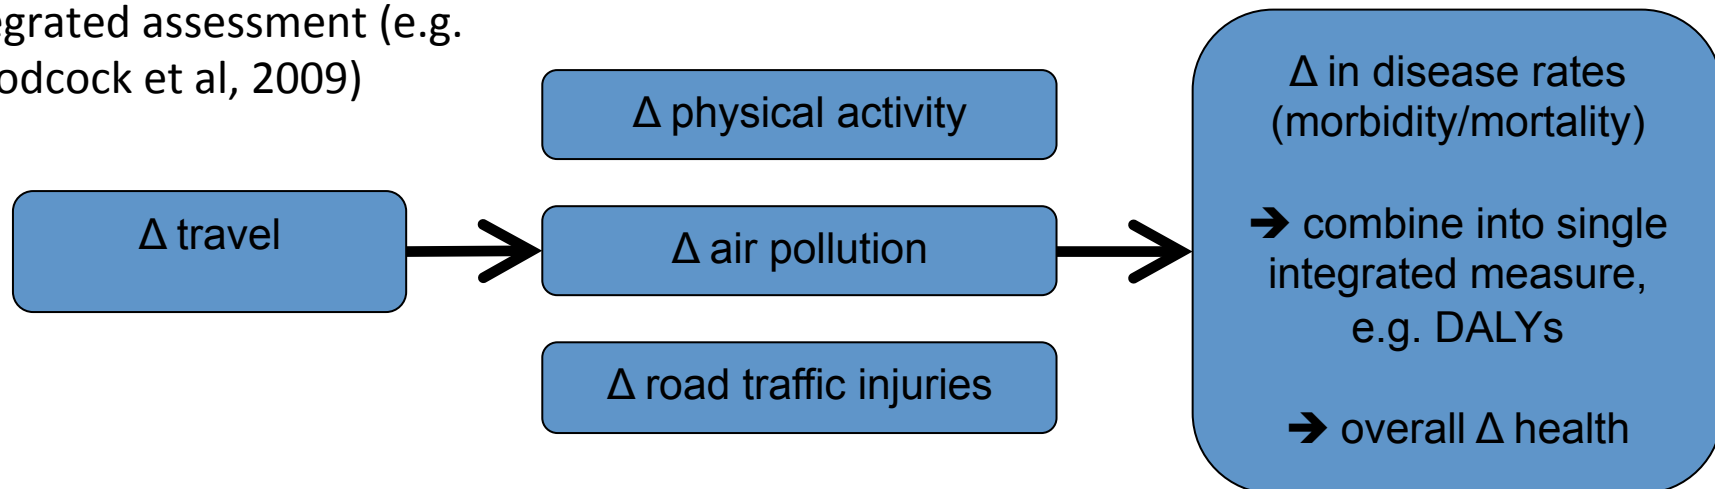 egrated assessment (e.g.
odcock et al, 2009)
Δ travel
Δ physical activity
Δ air pollution
Δ road traffic injuries
Δ in disease rates
(morbidity/mortality)
➔ combine into single
integrated measure,
e.g. DALYs
➔ overall Δ health